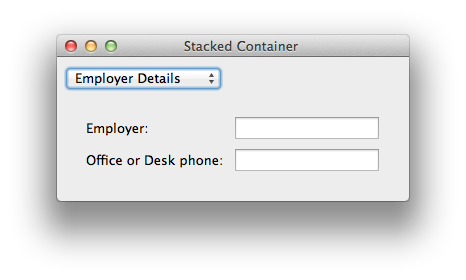 Stacked Container
Employer Details
Employer:
Office or Desk phone: